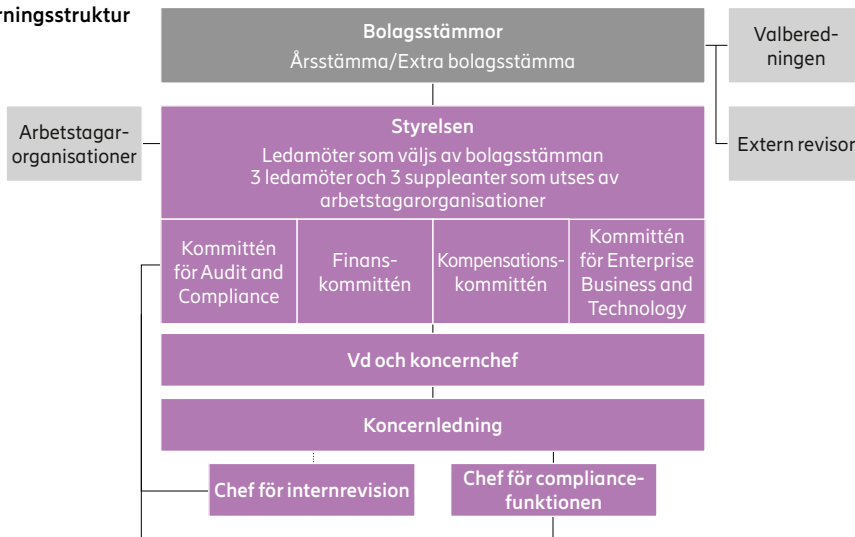 rningsstruktur
Bolagsstämmor
Årsstämma/Extra bolagsstämma
Valbered-
ningen
Extern revisor
Arbetstagar-
organisationer
Styrelsen
Ledamöter som väljs av bolagsstämman
3 ledamöter och 3 suppleanter som utses av
arbetstagarorganisationer
Kommittén
för Audit and
Compliance
Finans-
kommittén
Kompensations-
kommittén
Kommittén
för Enterprise
Business and
Technology
Vd och koncernchef
Koncernledning
Chef för internrevision
Chef för compliance-
funktionen